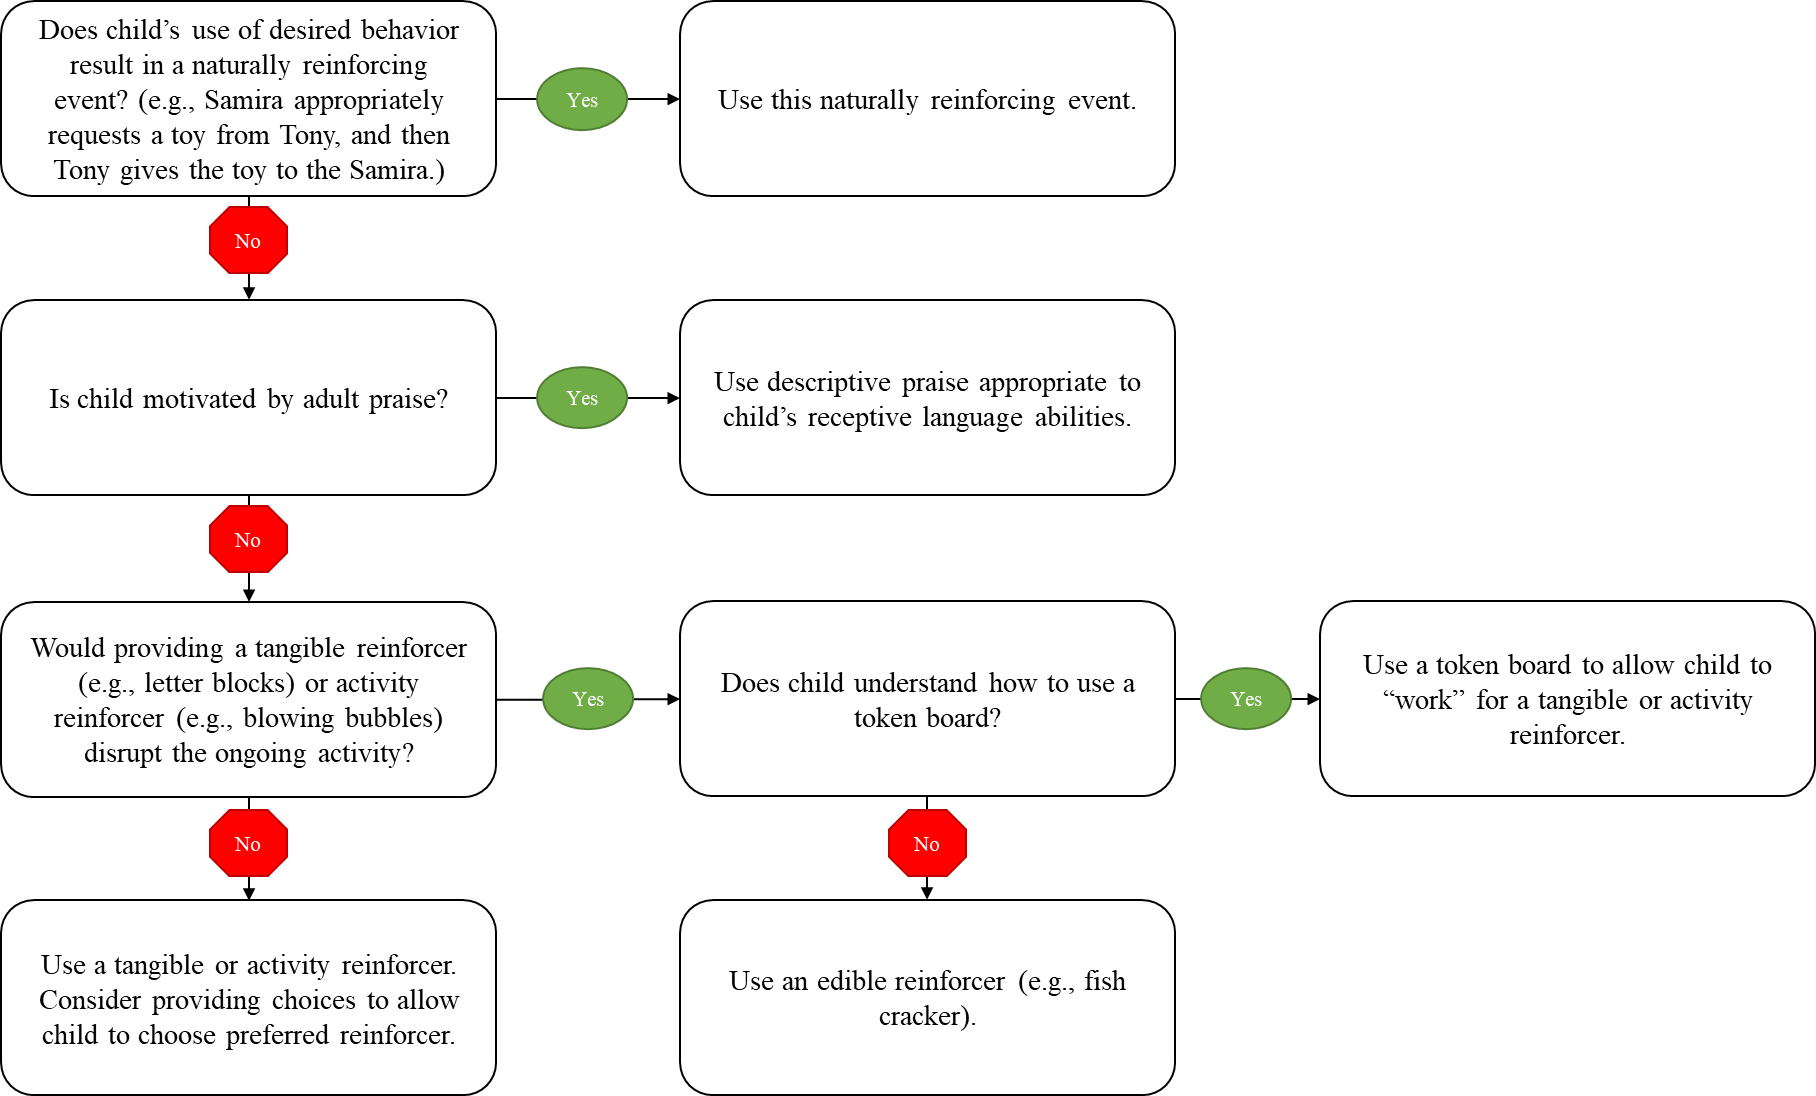 Does child’s use of desired behavior
result in a naturally reinforcing
event? (e.g., Samira appropriately
requests a toy from Tony, and then
Tony gives the toy to the Samira.)
Yes
Use this naturally reinforcing event.
No
Is child motivated by adult praise?
Yes
Use descriptive praise appropriate to
child’s receptive language abilities.
No
Would providing a tangible reinforcer
(e.g., letter blocks) or activity
reinforcer (e.g., blowing bubbles)
disrupt the ongoing activity?
Yes
Does child understand how to use a
token board?
Yes
Use a token board to allow child to
“work” for a tangible or activity
reinforcer.
No
No
Use a tangible or activity reinforcer.
Consider providing choices to allow
child to choose preferred reinforcer.
Use an edible reinforcer (e.g., fish
cracker).